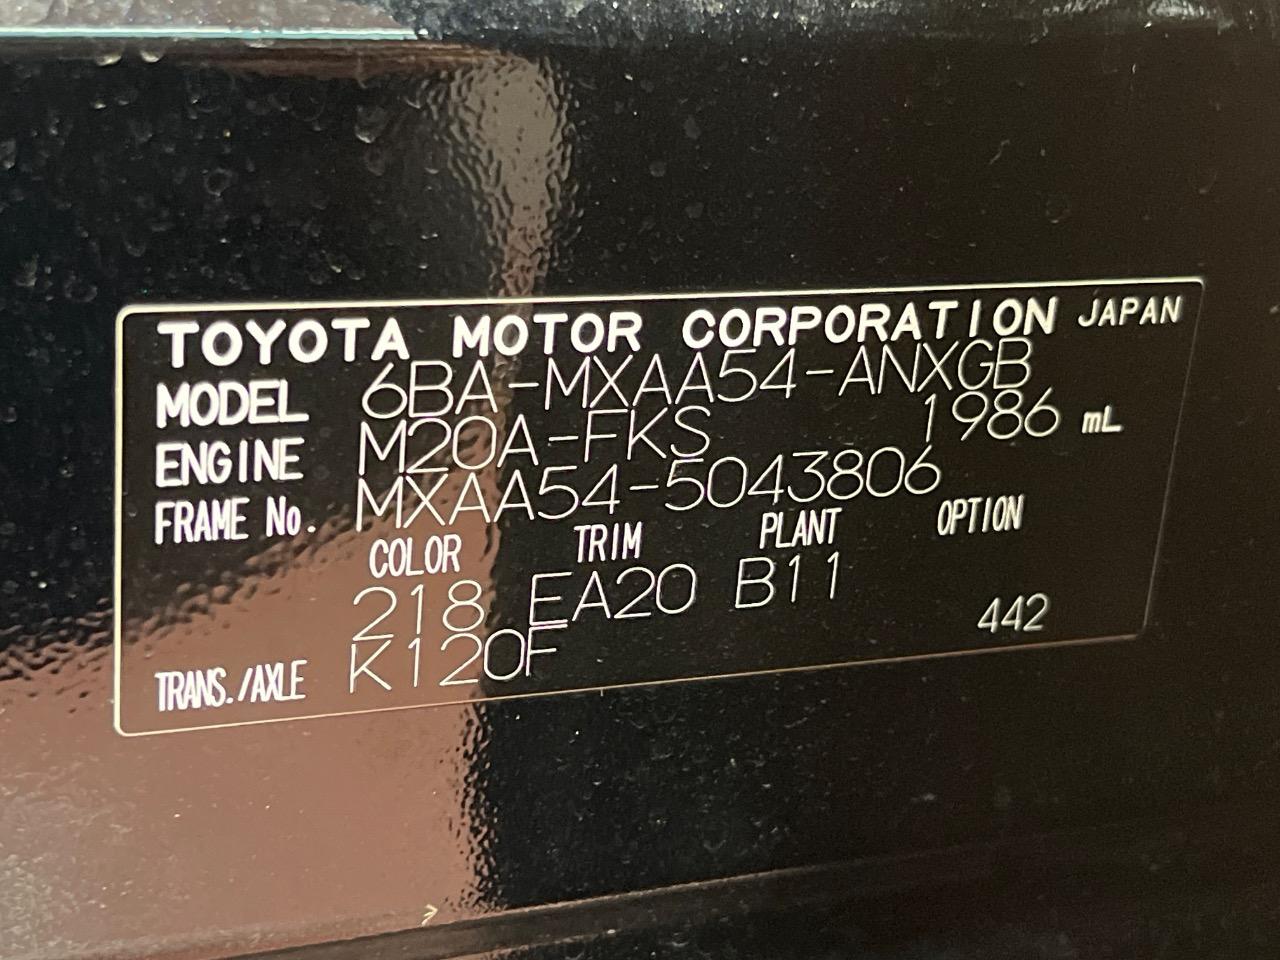 TOYOTA MOTOR CORPORATION JAPAN
MODEL 6BA-MXAA54-ANXGB
ENGINE M20A-FKS 1986 mL
FRAME No. MXAA54-5043806
COLOR TRIM PLANT OPTION
218 EA20 B11 442
TRANS./AXLE K120F